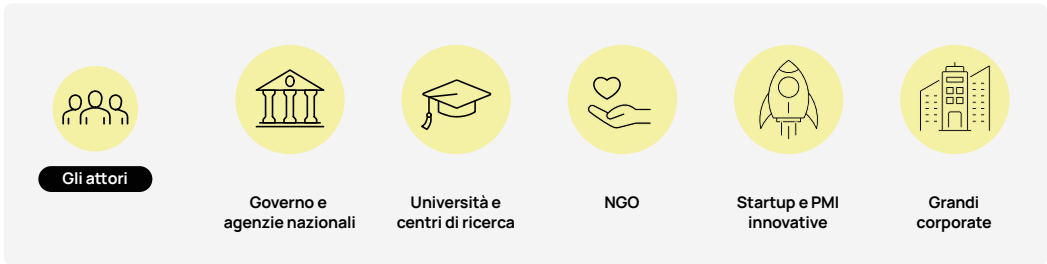 Gli attori
Governo e
agenzie nazionali
Università e
centri di ricerca
NGO
Startup e PMI
innovative
Grandi
corporate